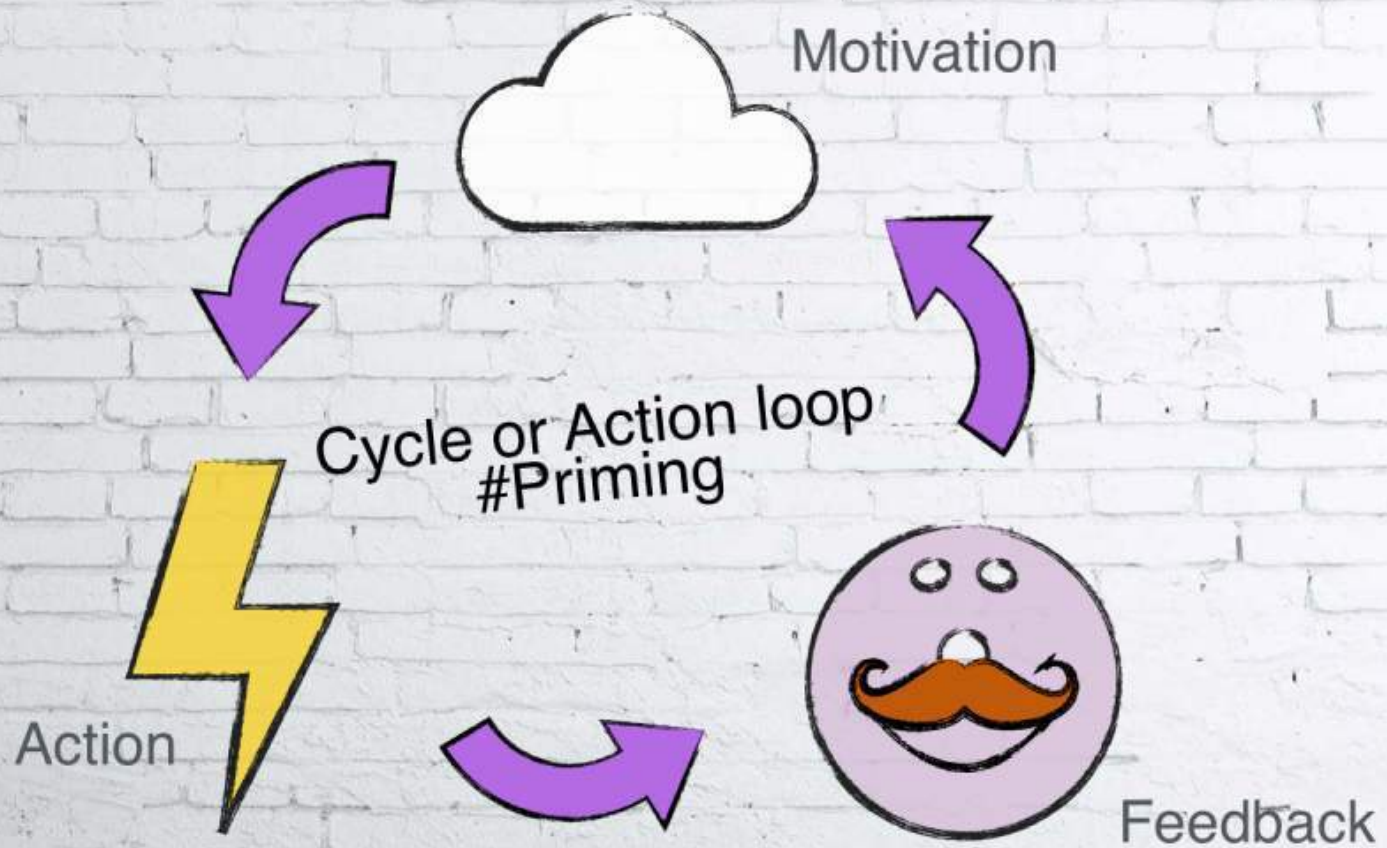 Motivation
Cycle or Action loop
#Priming
Action
Feedback